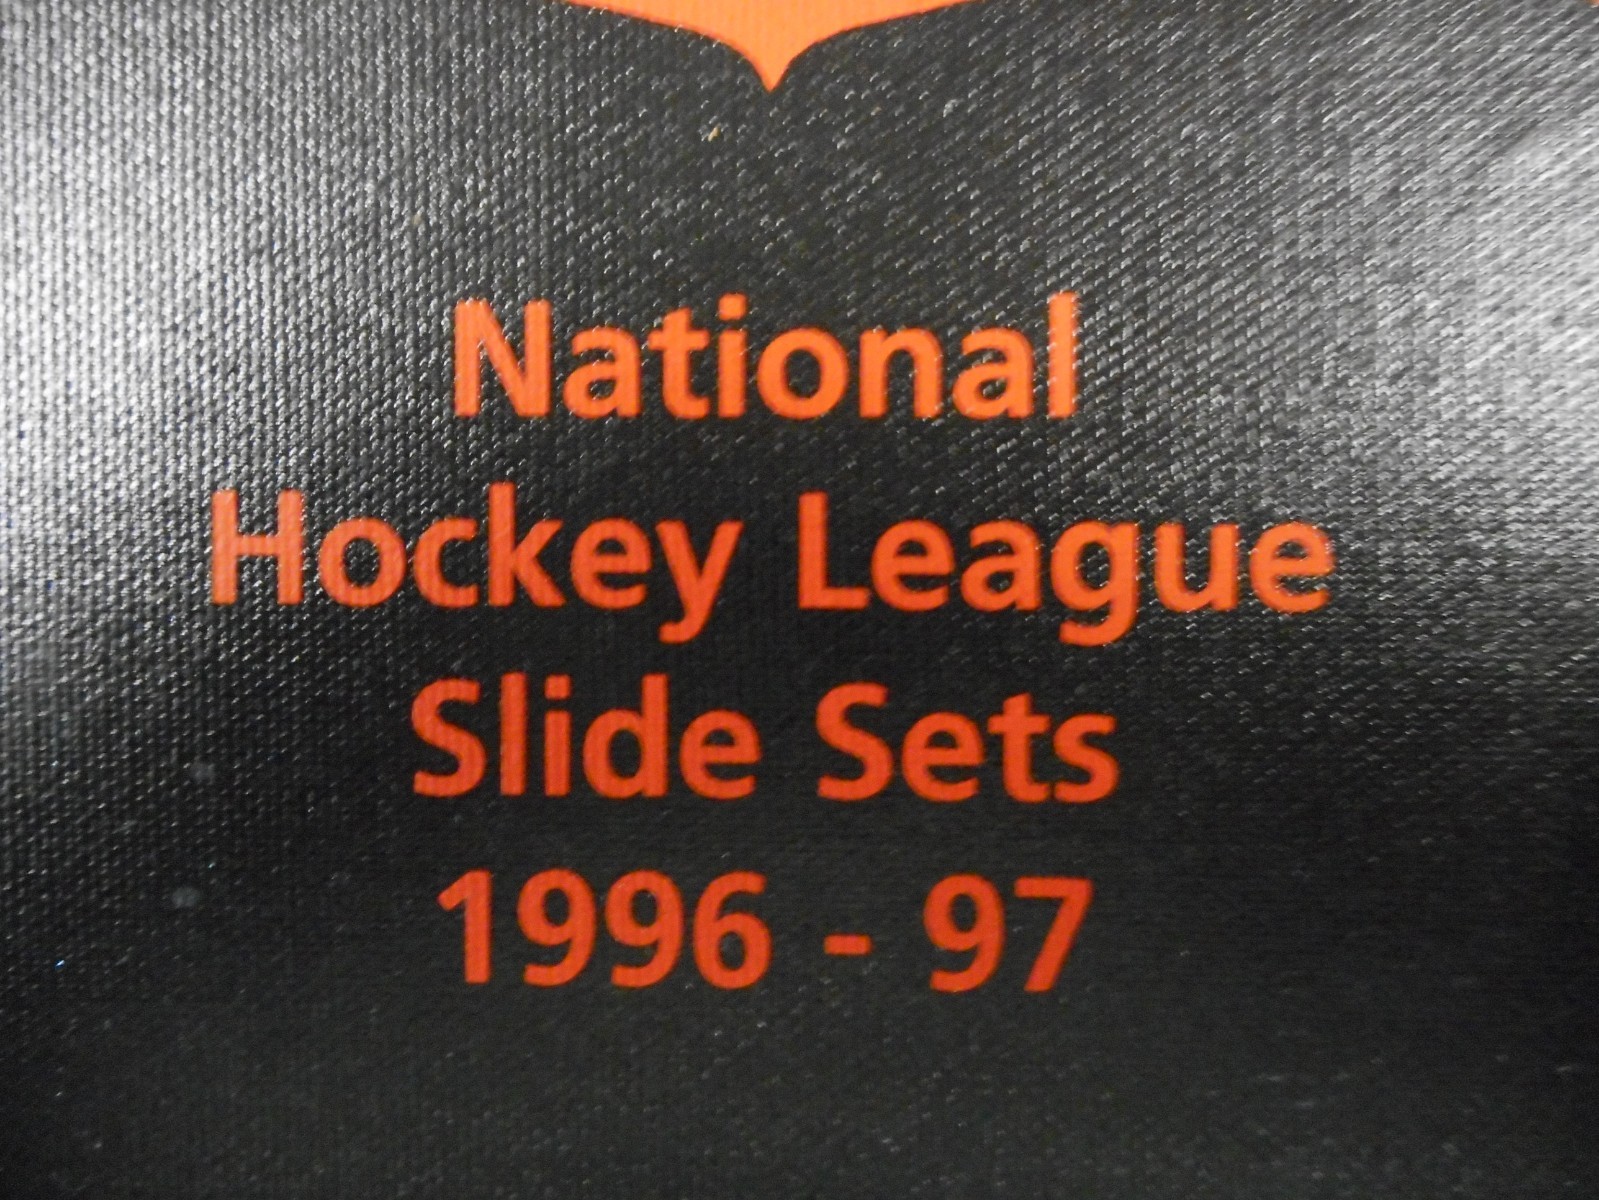 National
Hockey League
Slide Sets
1996 - 97